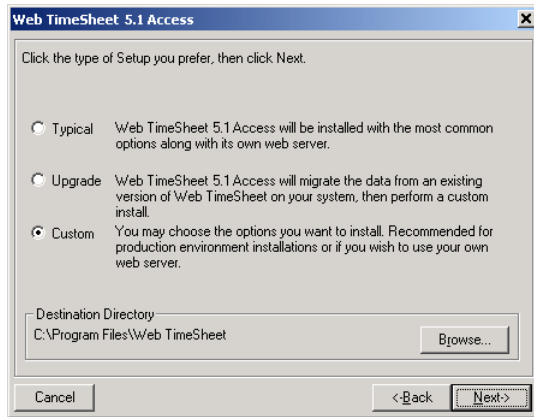 Web TimeSheet 5.1 Access
Click the type of Setup you prefer, then click Next.
Typical Web TimeSheet 5.1 Access will be installed with the most common
options along with its own web server.
Upgrade Web TimeSheet 5.1 Access will migrate the data from an existing
version of Web TimeSheet on your system, then perform a custom
install.
Custom You may choose the options you want to install. Recommended for
production environment installations or if you wish to use your own
web server.
Destination Directory
C:\Program Files\Web TimeSheet
Browse...
Cancel <-Back Next->